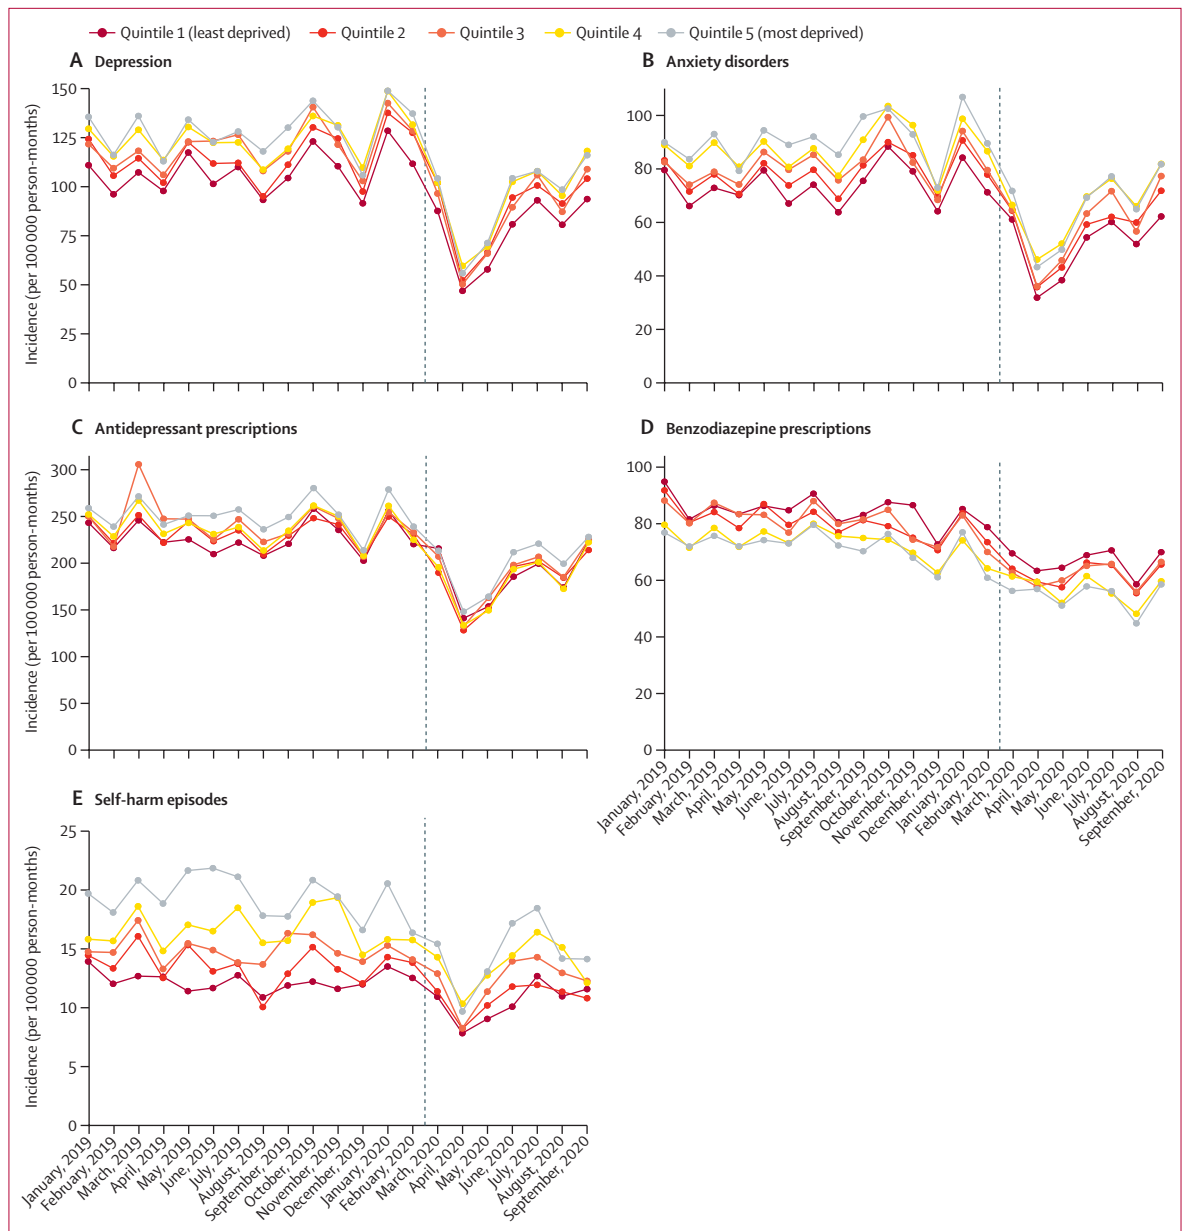 Quintile 1 (least deprived) Quintile 2 Quintile 3 Quintile 4 Quintile 5 (most deprived)
A Depression
150
125
100
75
50
25
0
Incidence (per 100 000 person-months)
B Anxiety disorders
100
80
60
40
20
0
C Antidepressant prescriptions
300
250
200
150
100
50
0
Incidence (per 100 000 person-months)
D Benzodiazepine prescriptions
100
80
60
40
20
0
January, 2019
February, 2019
March, 2019
April, 2019
May, 2019
June, 2019
July, 2019
August, 2019
September, 2019
October, 2019
November, 2019
December, 2019
January, 2020
February, 2020
March, 2020
April, 2020
May, 2020
June, 2020
July, 2020
August, 2020
September, 2020
E Self-harm episodes
25
20
15
10
5
0
Incidence (per 100 000 person-months)
January, 2019
February, 2019
March, 2019
April, 2019
May, 2019
June, 2019
July, 2019
August, 2019
September, 2019
October, 2019
November, 2019
December, 2019
January, 2020
February, 2020
March, 2020
April, 2020
May, 2020
June, 2020
July, 2020
August, 2020
September, 2020